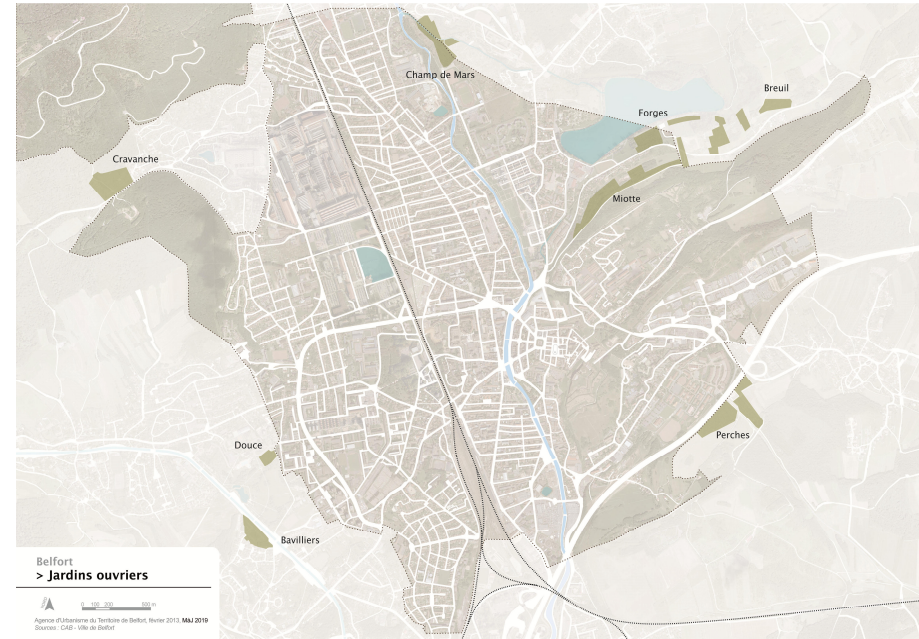 Champ de Mars
Breuil
Forges
Cravanche
Miotte
Perches
Douce
Bavilliers
Belfort
> Jardins ouvriers
0 100 200 500 m
Agence d'Urbanisme du Territoire de Belfort, février 2013, MàJ 2019
Sources : CAB - Ville de Belfort